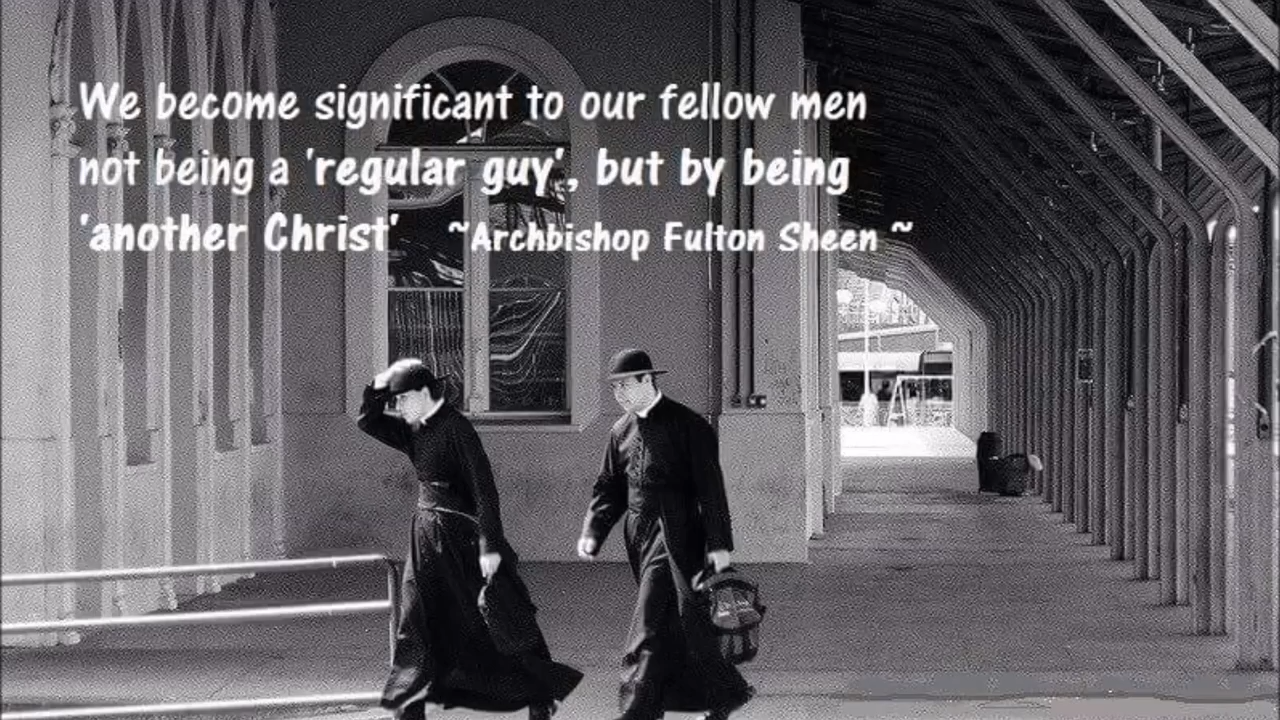 We become significant to our fellow men
not being a 'regular guy', but by being
'another Christ' ~Archbishop Fulton Sheen ~